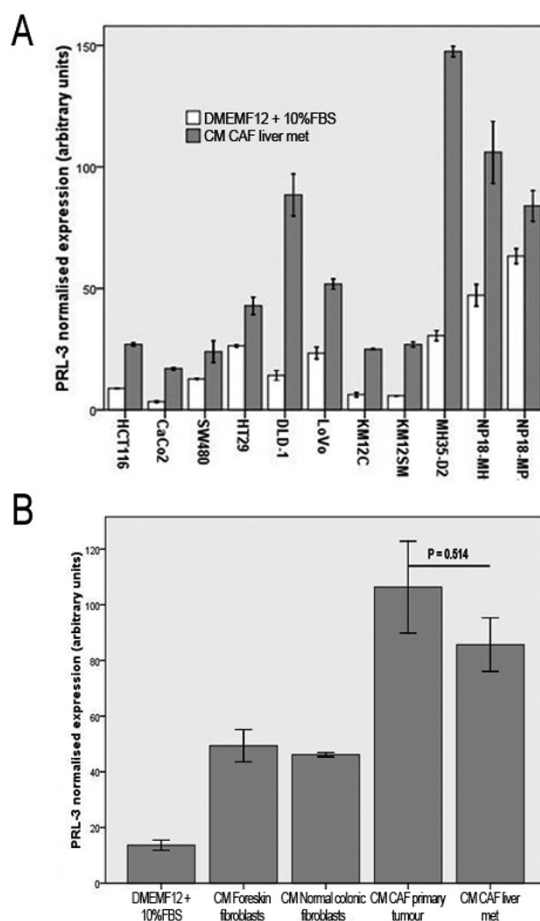 A
PRL-3 normalised expression (arbitrary units)
150
100
50
0
DMEMF12 + 10%FBS
CM CAF liver met
HCT116
CaCo2
SW480
HT29
DLD-1
LoVo
KM12C
KM12SM
MH35-D2
NP18-MH
NP18-MP
B
PRL-3 normalised expression (arbitrary units)
120
100
80
60
40
20
0
P = 0.514
DMEMF12 +
10%FBS
CM Foreskin
fibroblasts
CM Normal colonic
fibroblasts
CM CAF primary
tumour
CM CAF liver
met